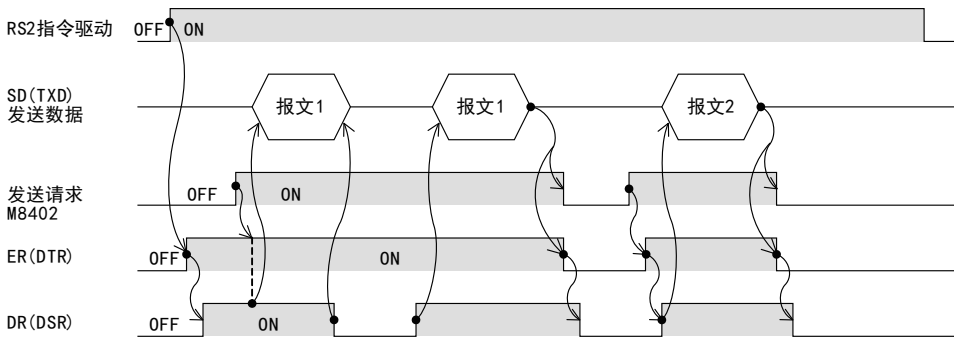 RS2指令驱动 OFF ON
SD(TXD)
发送数据
报文1 报文1 报文2
发送请求
M8402
OFF ON
ER(DTR) OFF ON
DR(DSR) OFF ON